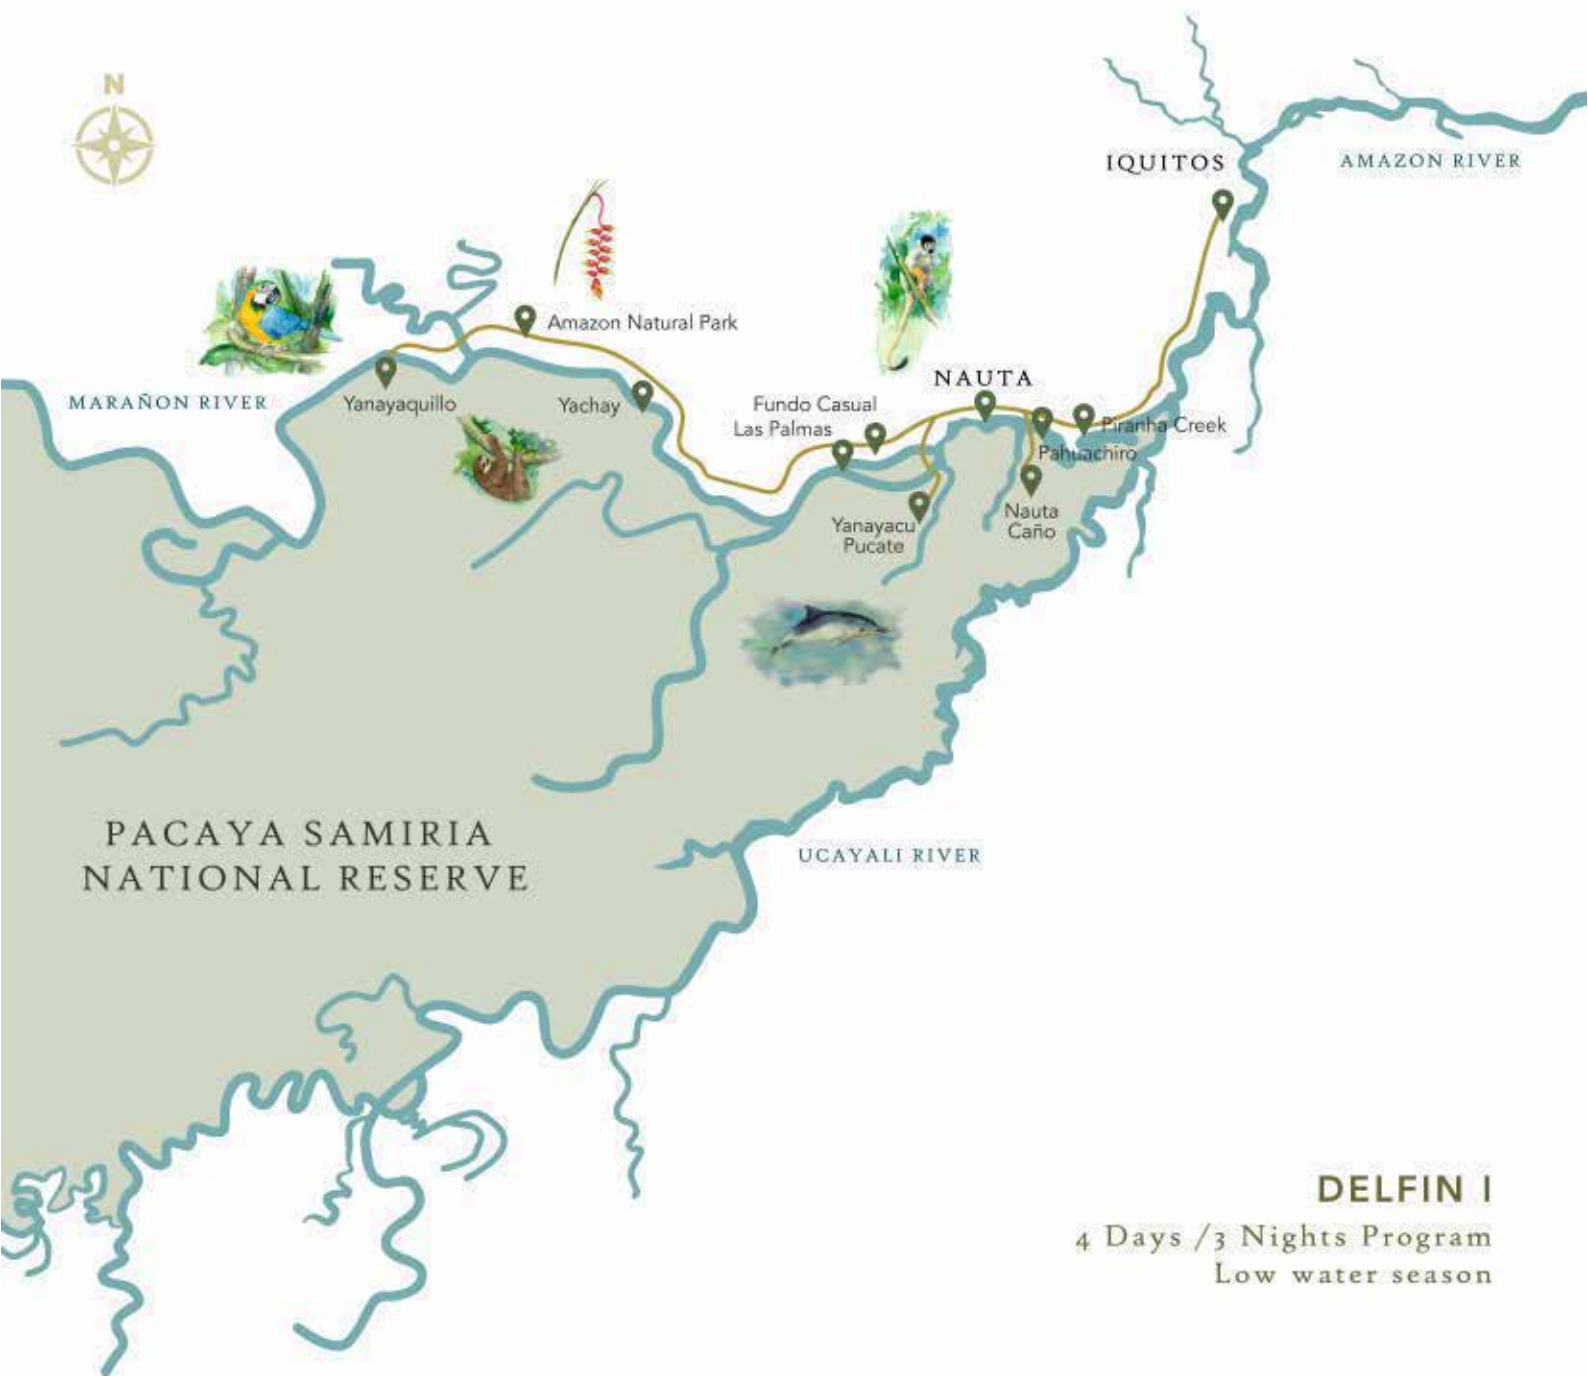 N
IQUITOS
AMAZON RIVER
Amazon Natural Park
NAUTA
MARAÑON RIVER
Yanayaquillo
Yachay
Fundo Casual
Las Palmas
Piranha Creek
Pahuachiro
Nauta
Caño
Yanayacu
Pucate
PACAYA SAMIRIA
NATIONAL RESERVE
UCAYALI RIVER
DELFIN I
4 Days /3 Nights Program
Low water season